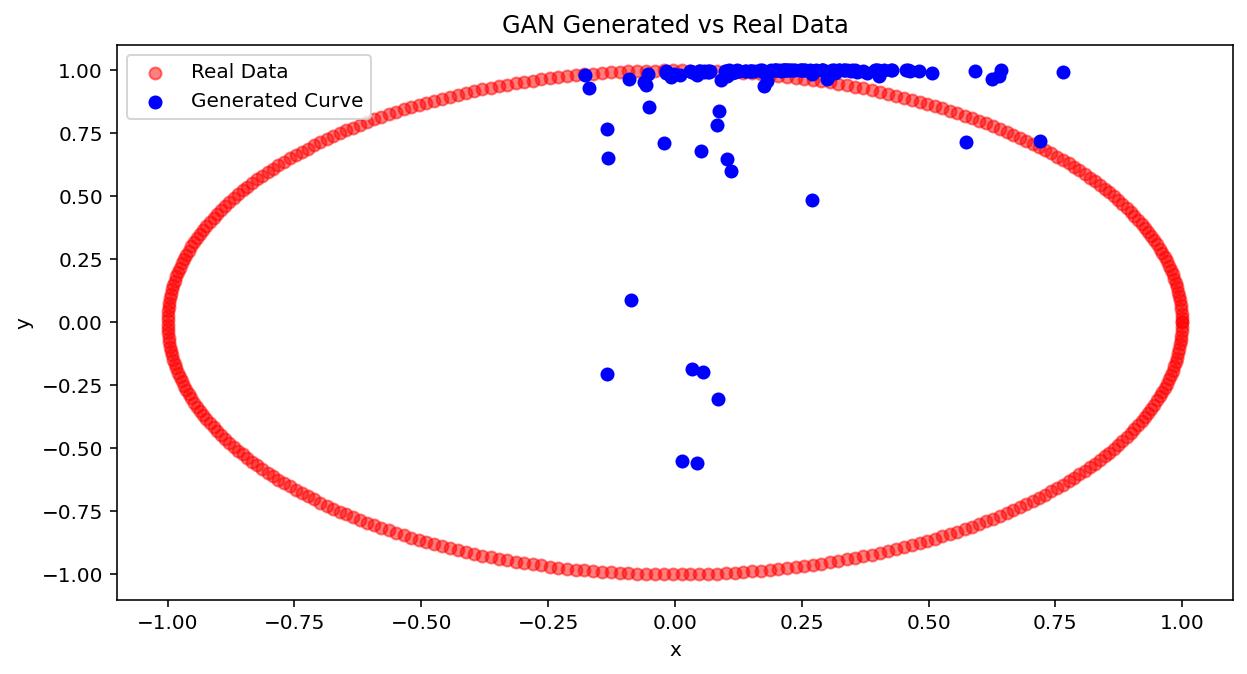 GAN Generated vs Real Data
Real Data
Generated Curve
1.00
0.75
0.50
0.25
0.00
−0.25
−0.50
−0.75
−1.00
y
−1.00 −0.75 −0.50 −0.25 0.00 0.25 0.50 0.75 1.00
x